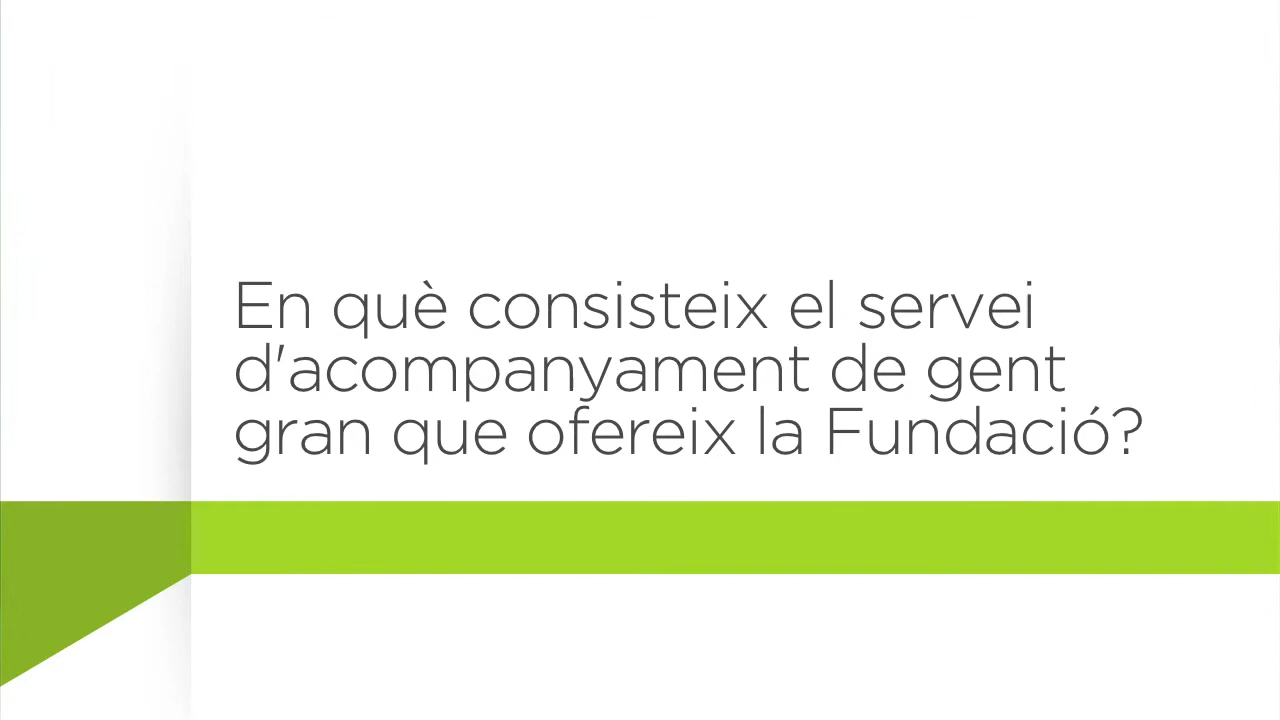 En què consisteix el servei
d'acompanyament de gent
gran que ofereix la Fundació?